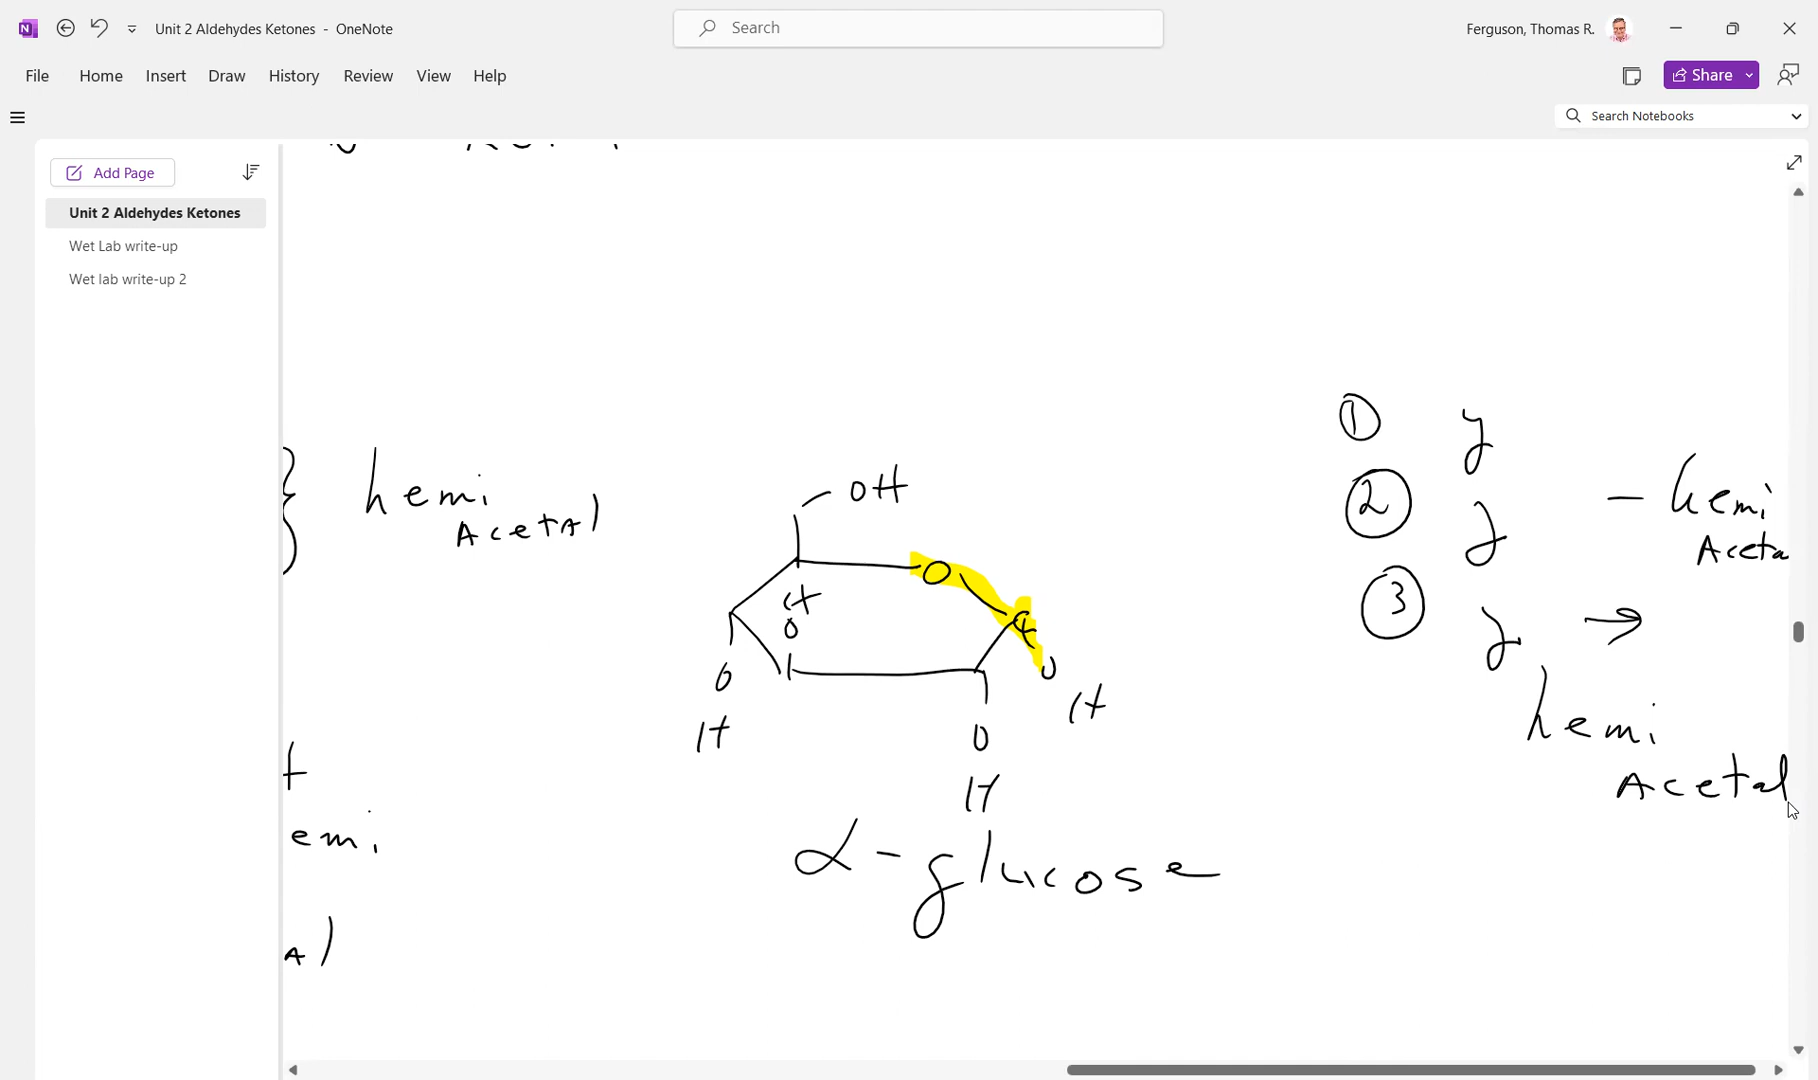 Unit 2 Aldehydes Ketones - OneNote
Search
Ferguson, Thomas R.
File Home Insert Draw History Review View Help
Share
Search Notebooks
Add Page
Unit 2 Aldehydes Ketones
Wet Lab write-up
Wet lab write-up 2
hemi
Acetal
OH
O
C
H
O
O
H
O
H
O
H
α-glucose
① y
② y - hemi
Aceta
③ y →
hemi
Acetal
emi
al